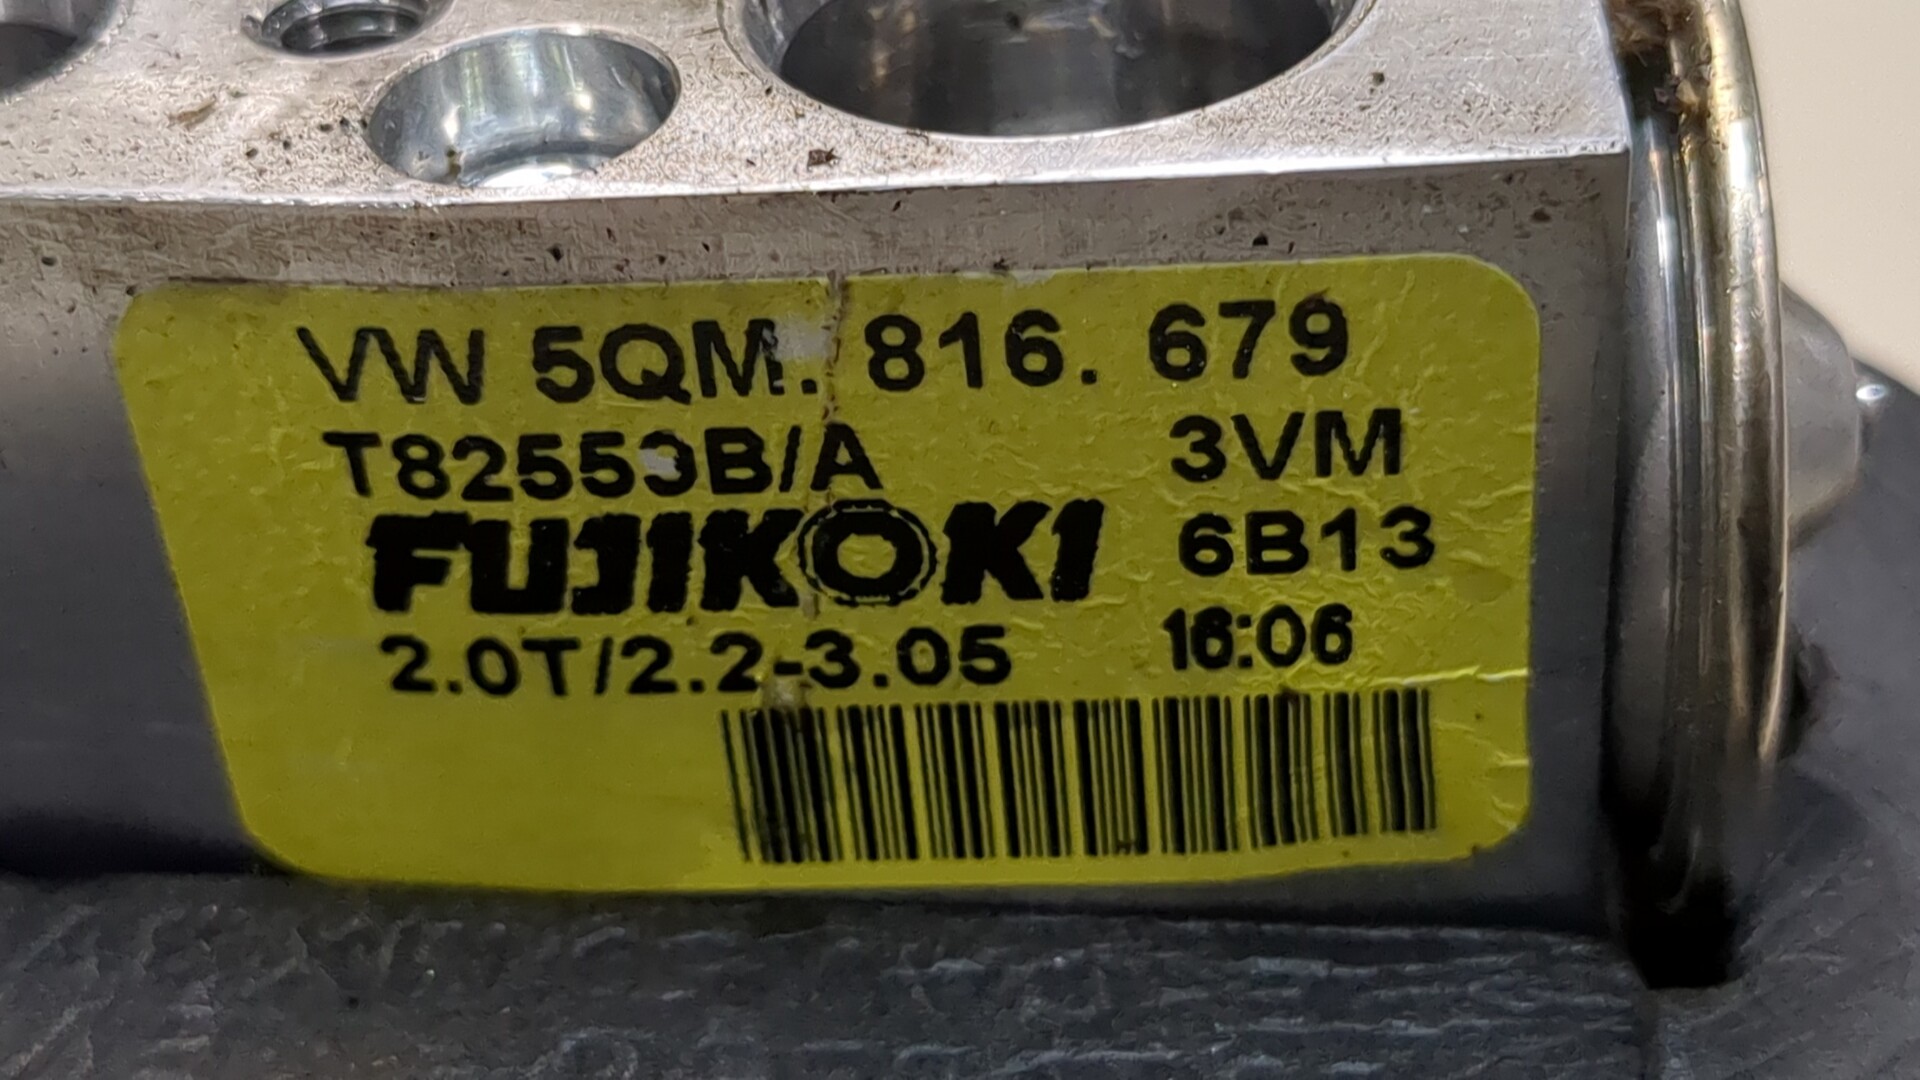 VW 5QM. 816. 679
T82553B/A 3VM
FUJIKOKI 6B13
2.0T/2.2-3.05 16:06